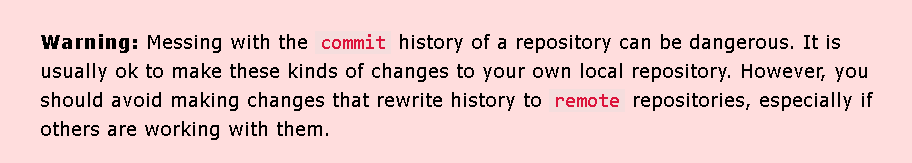 Warning: Messing with the commit history of a repository can be dangerous. It is
usually ok to make these kinds of changes to your own local repository. However, you
should avoid making changes that rewrite history to remote repositories, especially if
others are working with them.